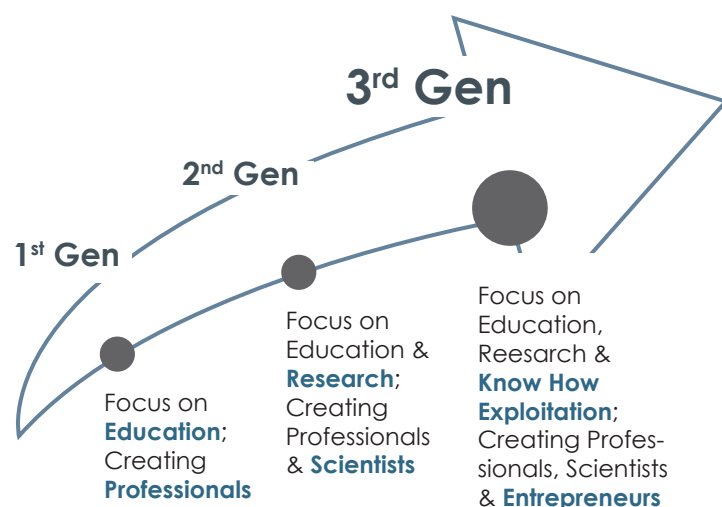 3rd Gen
2nd Gen
1st Gen
Focus on
Education;
Creating
Professionals
Focus on
Education &
Research;
Creating
Professionals
& Scientists
Focus on
Education,
Reesarch &
Know How
Exploitation;
Creating Profes-
sionals, Scientists
& Entrepreneurs